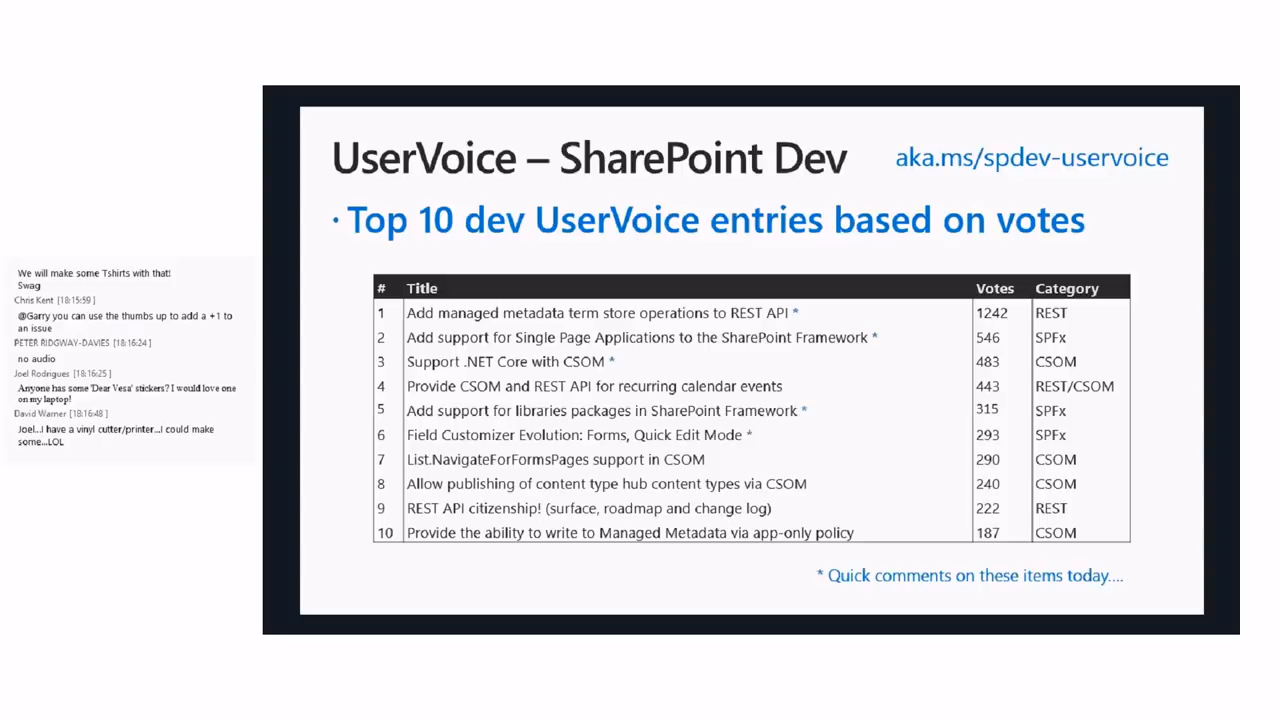 We will make some Tshirts with that!
Swag
Chris Kent [18:15:59]
@Garry you can use the thumbs up to add a +1 to
an issue
PETER RIDGWAY-DAVIES [18:16:24]
no audio
Joel Rodrigues [18:16:25]
Anyone has some 'Dear Vesa' stickers? I would love one
on my laptop!
David Warner [18:16:48]
Joel...I have a vinyl cutter/printer...I could make
some...LOL
UserVoice – SharePoint Dev aka.ms/spdev-uservoice
• Top 10 dev UserVoice entries based on votes
# Title Votes Category
1 Add managed metadata term store operations to REST API * 1242 REST
2 Add support for Single Page Applications to the SharePoint Framework * 546 SPFx
3 Support .NET Core with CSOM * 483 CSOM
4 Provide CSOM and REST API for recurring calendar events 443 REST/CSOM
5 Add support for libraries packages in SharePoint Framework * 315 SPFx
6 Field Customizer Evolution: Forms, Quick Edit Mode * 293 SPFx
7 List.NavigateForFormsPages support in CSOM 290 CSOM
8 Allow publishing of content type hub content types via CSOM 240 CSOM
9 REST API citizenship! (surface, roadmap and change log) 222 REST
10 Provide the ability to write to Managed Metadata via app-only policy 187 CSOM
* Quick comments on these items today....